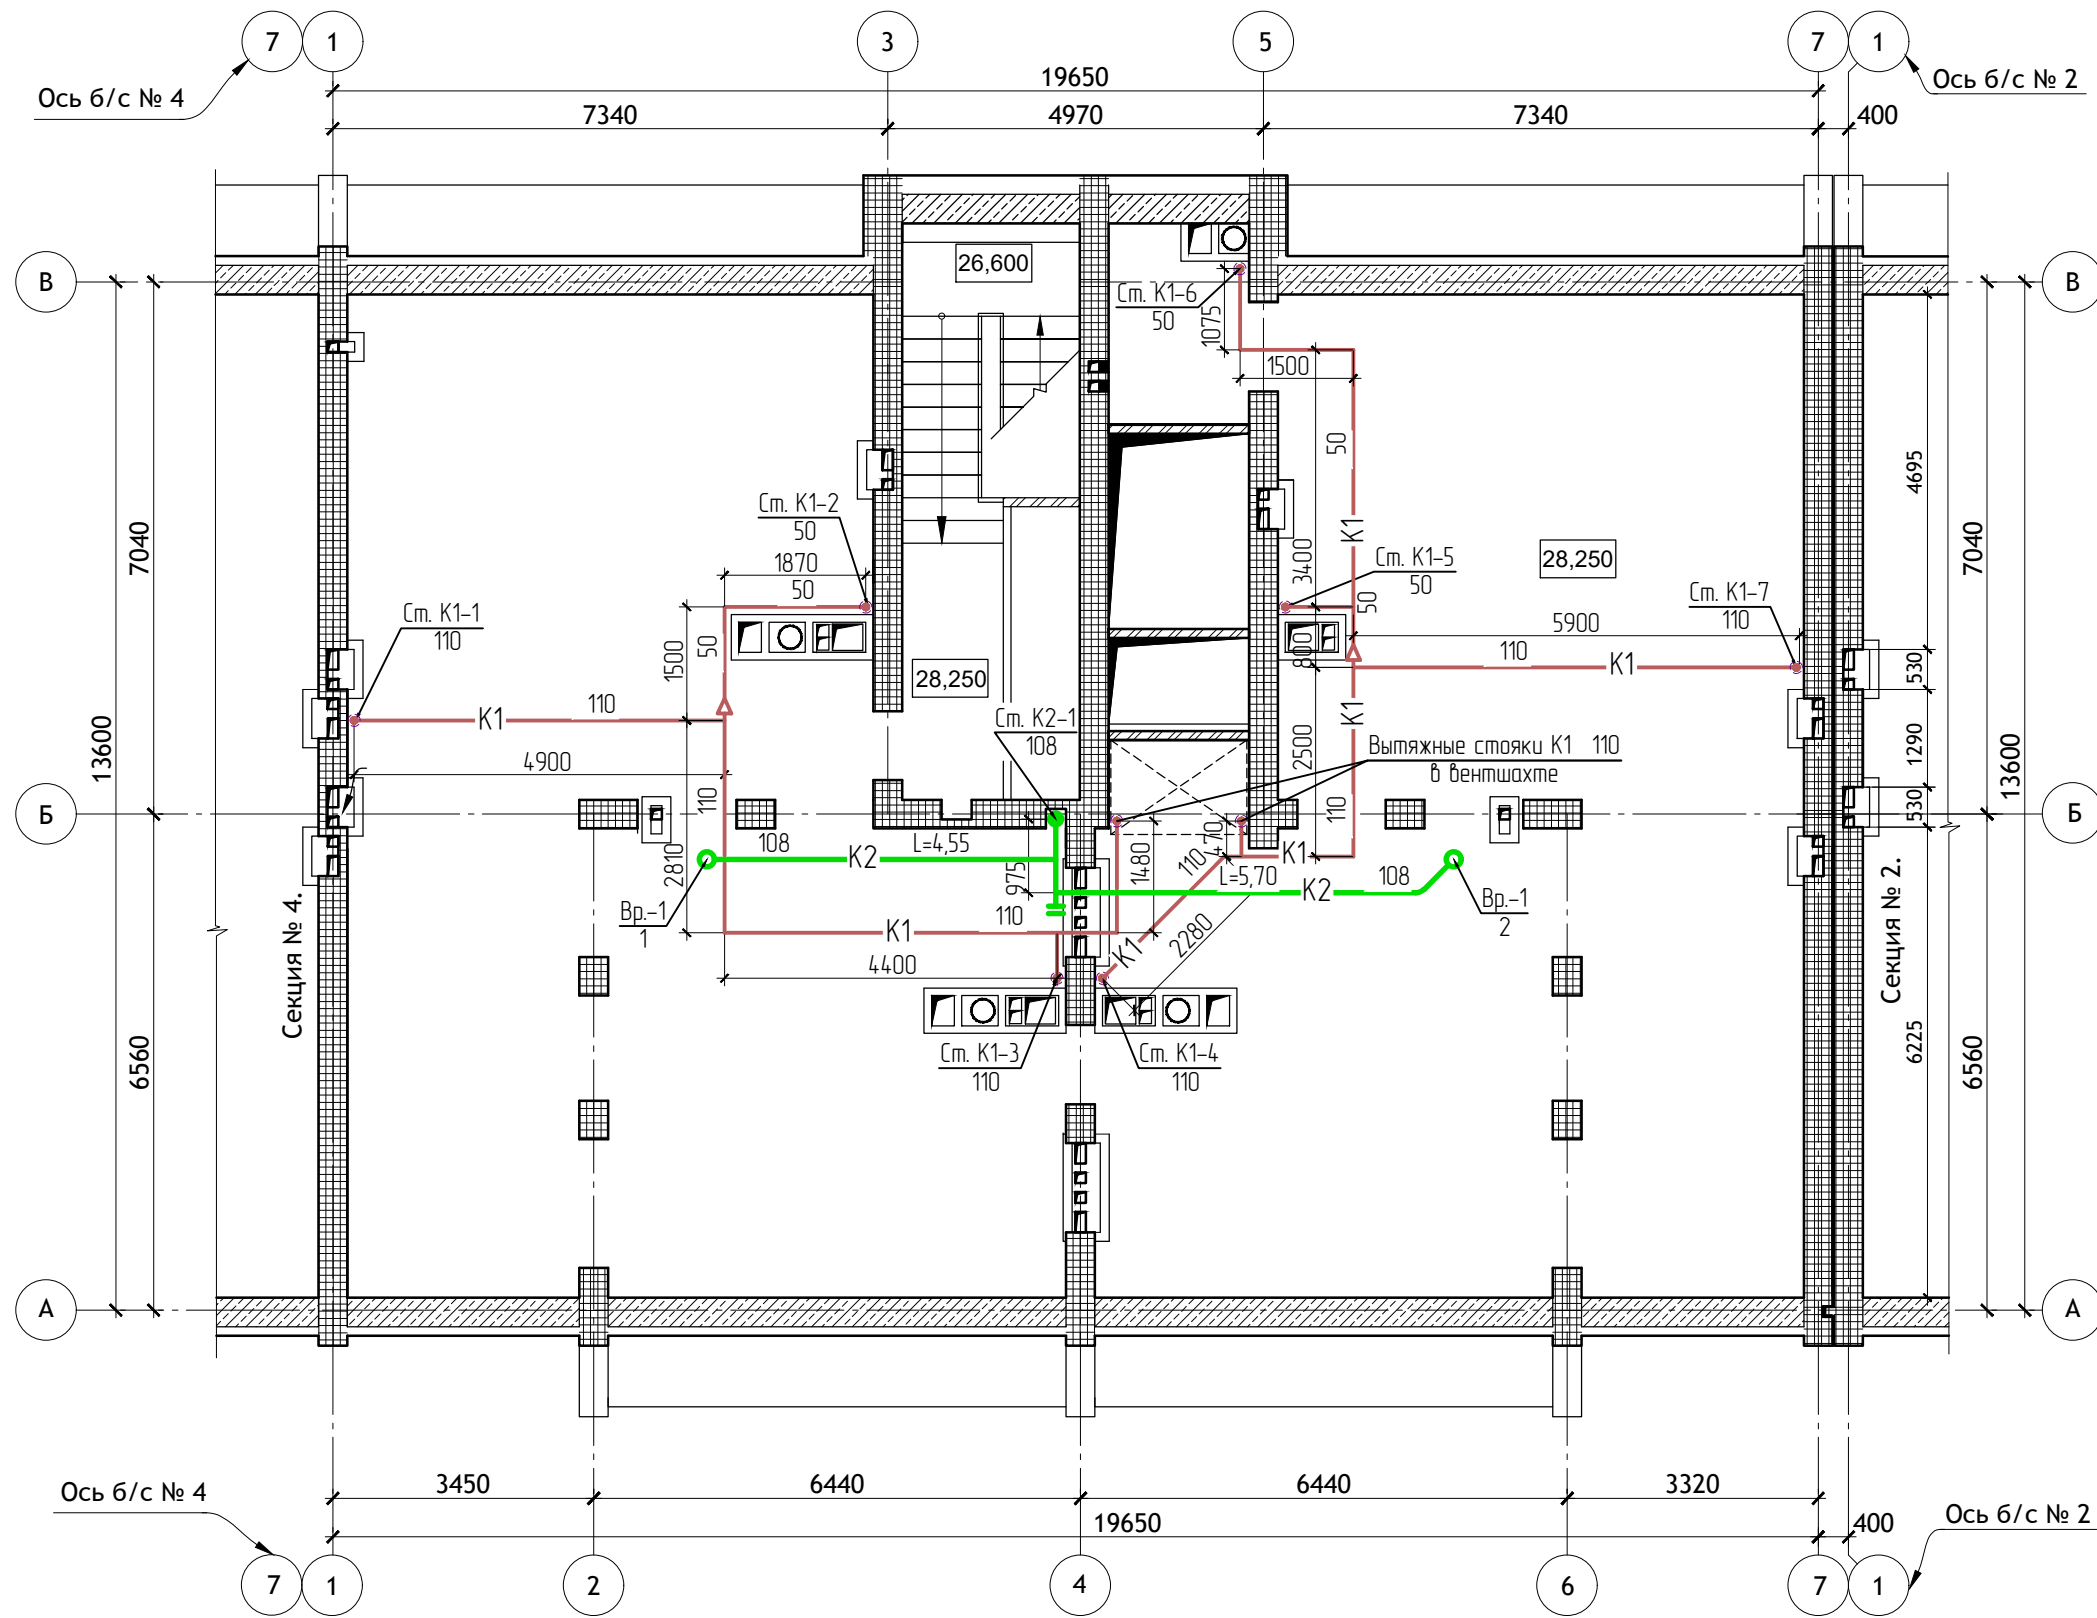 7
1
3
5
7
1
Ось б/с № 4
19650
Ось б/с № 2
7340
4970
7340
400
В
26,600
В
Ст. К1-6
50
1075
1500
50
4695
7040
Ст. К1-2
50
К1
3400
Ст. К1-5
50
28,250
7040
1870
50
50
Ст. К1-1
110
Ст. К1-7
110
5900
1500
50
800
110
К1
530
28,250
К1
110
К1
Ст. К2-1
108
2500
Вытяжные стояки К1 110
в вентшахте
1290
13600
4900
13600
110
110
530
Б
Б
108
К2
L=4,55
470
К1
2810
975
1480
110
L=5,70
К2
108
Вр.-1
1
110
Вр.-1
2
К1
2280
К1
4400
Секция № 4.
Секция № 2.
Ст. К1-3
110
Ст. К1-4
110
6225
6560
6560
А
А
3450
6440
6440
3320
Ось б/с № 4
19650
400
Ось б/с № 2
7
1
2
4
6
7
1